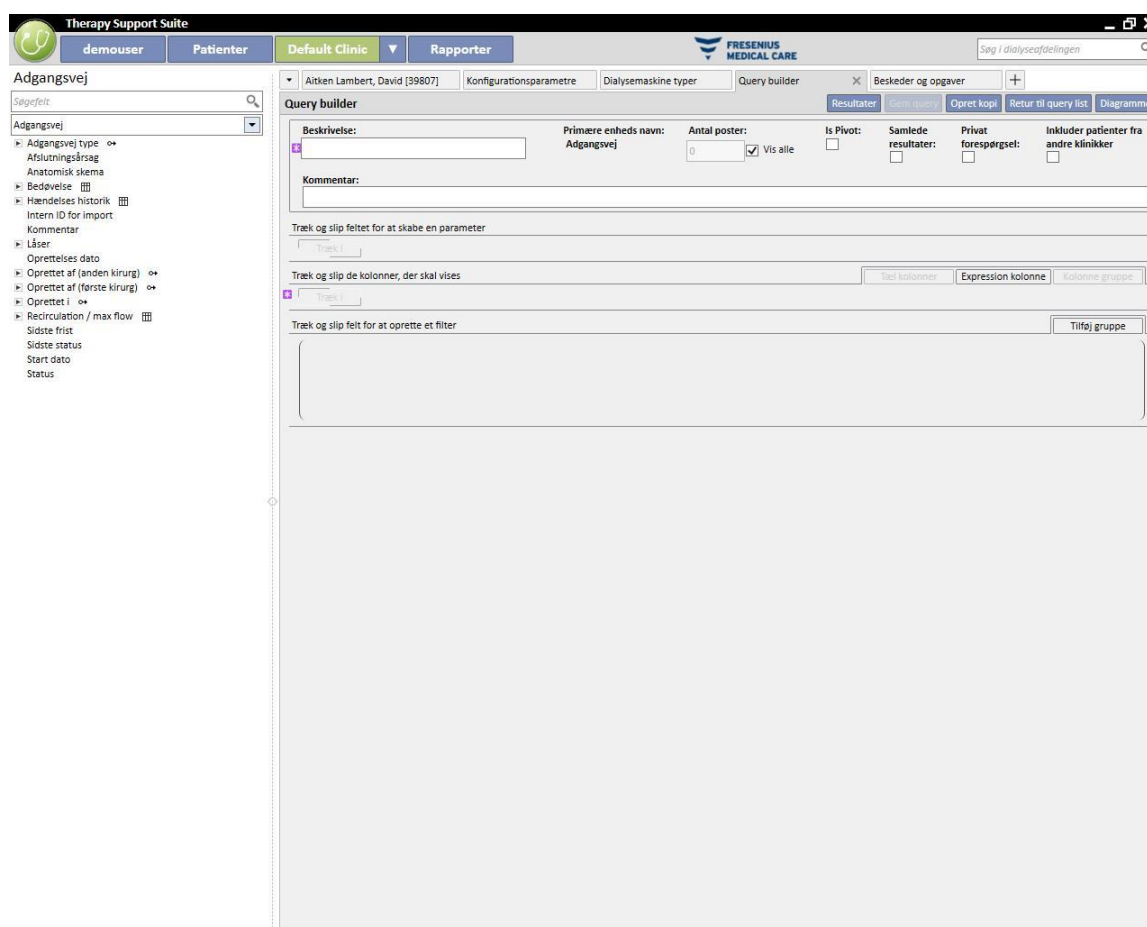 Therapy Support Suite
demouser Patienter Default Clinic Rapporter FRESENIUS MEDICAL CARE Søg i dialyseafdelingen
Adgangsvej
Søgefelt
Adgangsvej
Adgangsvej type
Afslutningsårsag
Anatomisk skema
Bedøvelse
Hændelses historik
Intern ID for import
Kommentar
Låser
Oprettelses dato
Oprettet af (anden kirurg)
Oprettet af (første kirurg)
Oprettet i
Recirculation / max flow
Sidste frist
Sidste status
Start dato
Status
Aitken Lambert, David [39807] Konfigurationsparametre Dialysemaskine typer Query builder Beskeder og opgaver
Query builder Resultater Gem query Opret kopi Retur til query list Diagramme
Beskrivelse: Primære enheds navn: Antal poster: Is Pivot: Samlede resultater: Privat forespørgsel: Inkluder patienter fra andre klinikker
Adgangsvej 0 Vis alle
Kommentar:
Træk og slip feltet for at skabe en parameter
Træk i
Træk og slip de kolonner, der skal vises Tæl kolonner Expression kolonne Kolonne gruppe
Træk i
Træk og slip felt for at oprette et filter Tilføj gruppe